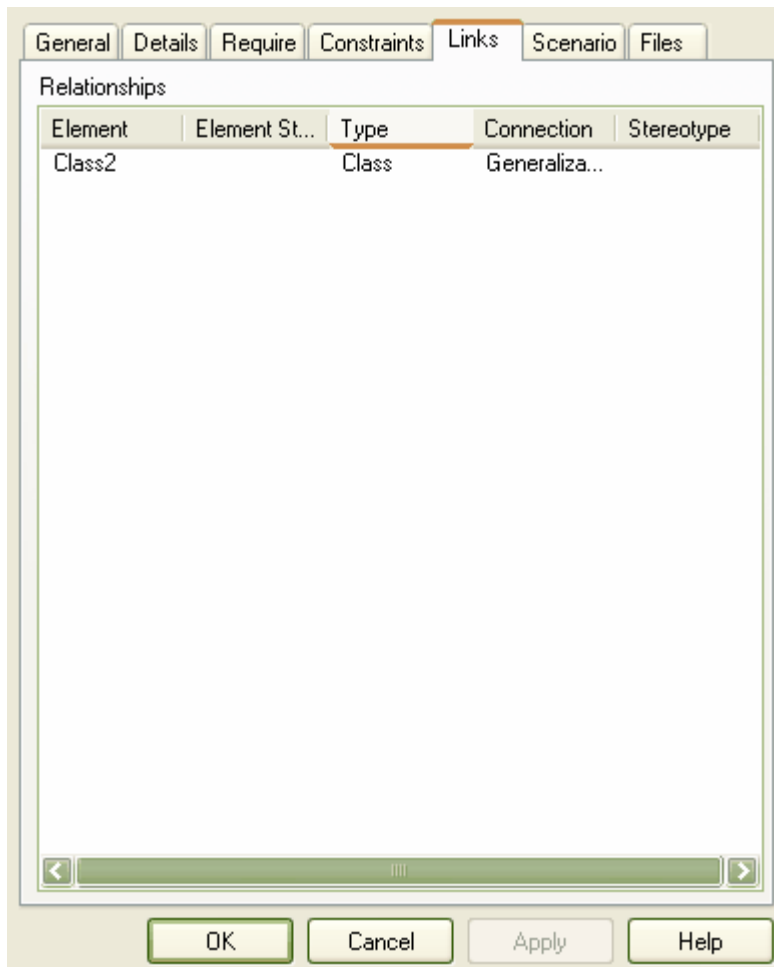 General Details Require Constraints Links Scenario Files
Relationships
Element Element St... Type Connection Stereotype
Class2 Class Generaliza...
OK Cancel Apply Help